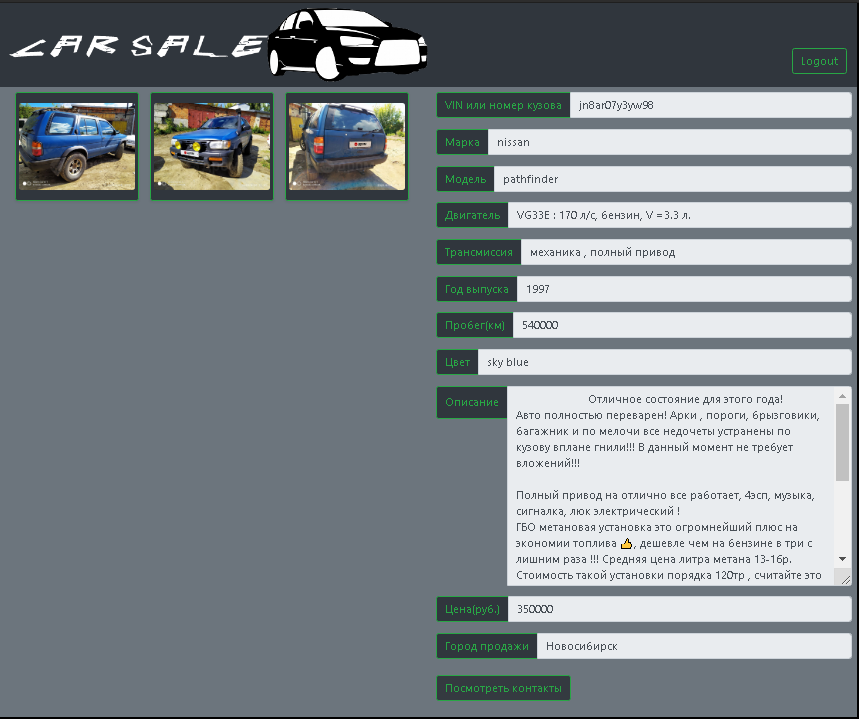 CAR SALE
Logout
VIN или номер кузова jn8ar07y3yw98
Марка nissan
Модель pathfinder
Двигатель VG33E : 170 л/с, бензин, V =3.3 л.
Трансмиссия механика , полный привод
Год выпуска 1997
Пробег(км) 540000
Цвет sky blue
Описание Отличное состояние для этого года!
Авто полностью переварен! Арки , пороги, брызговики,
багажник и по мелочи все недочеты устранены по
кузову вплане гнили!!! В данный момент не требует
вложений!!!
Полный привод на отлично все работает, 4эсп, музыка,
сигналка, люк электрический !
ГБО метановая установка это огромнейший плюс на
экономии топлива 👍, дешевле чем на бензине в три с
лишним раза !!! Средняя цена литра метана 13-16р.
Стоимость такой установки порядка 120тр , считайте это
Цена(руб.) 350000
Город продажи Новосибирск
Посмотреть контакты